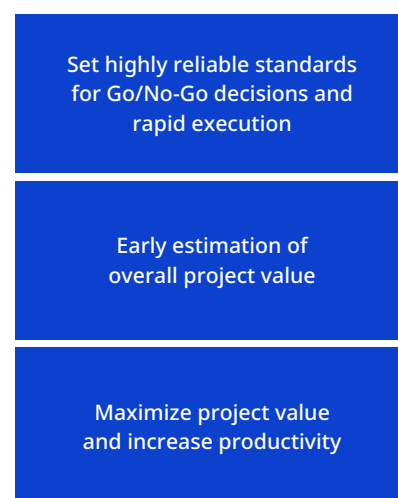 Set highly reliable standards
for Go/No-Go decisions and
rapid execution
Early estimation of
overall project value
Maximize project value
and increase productivity